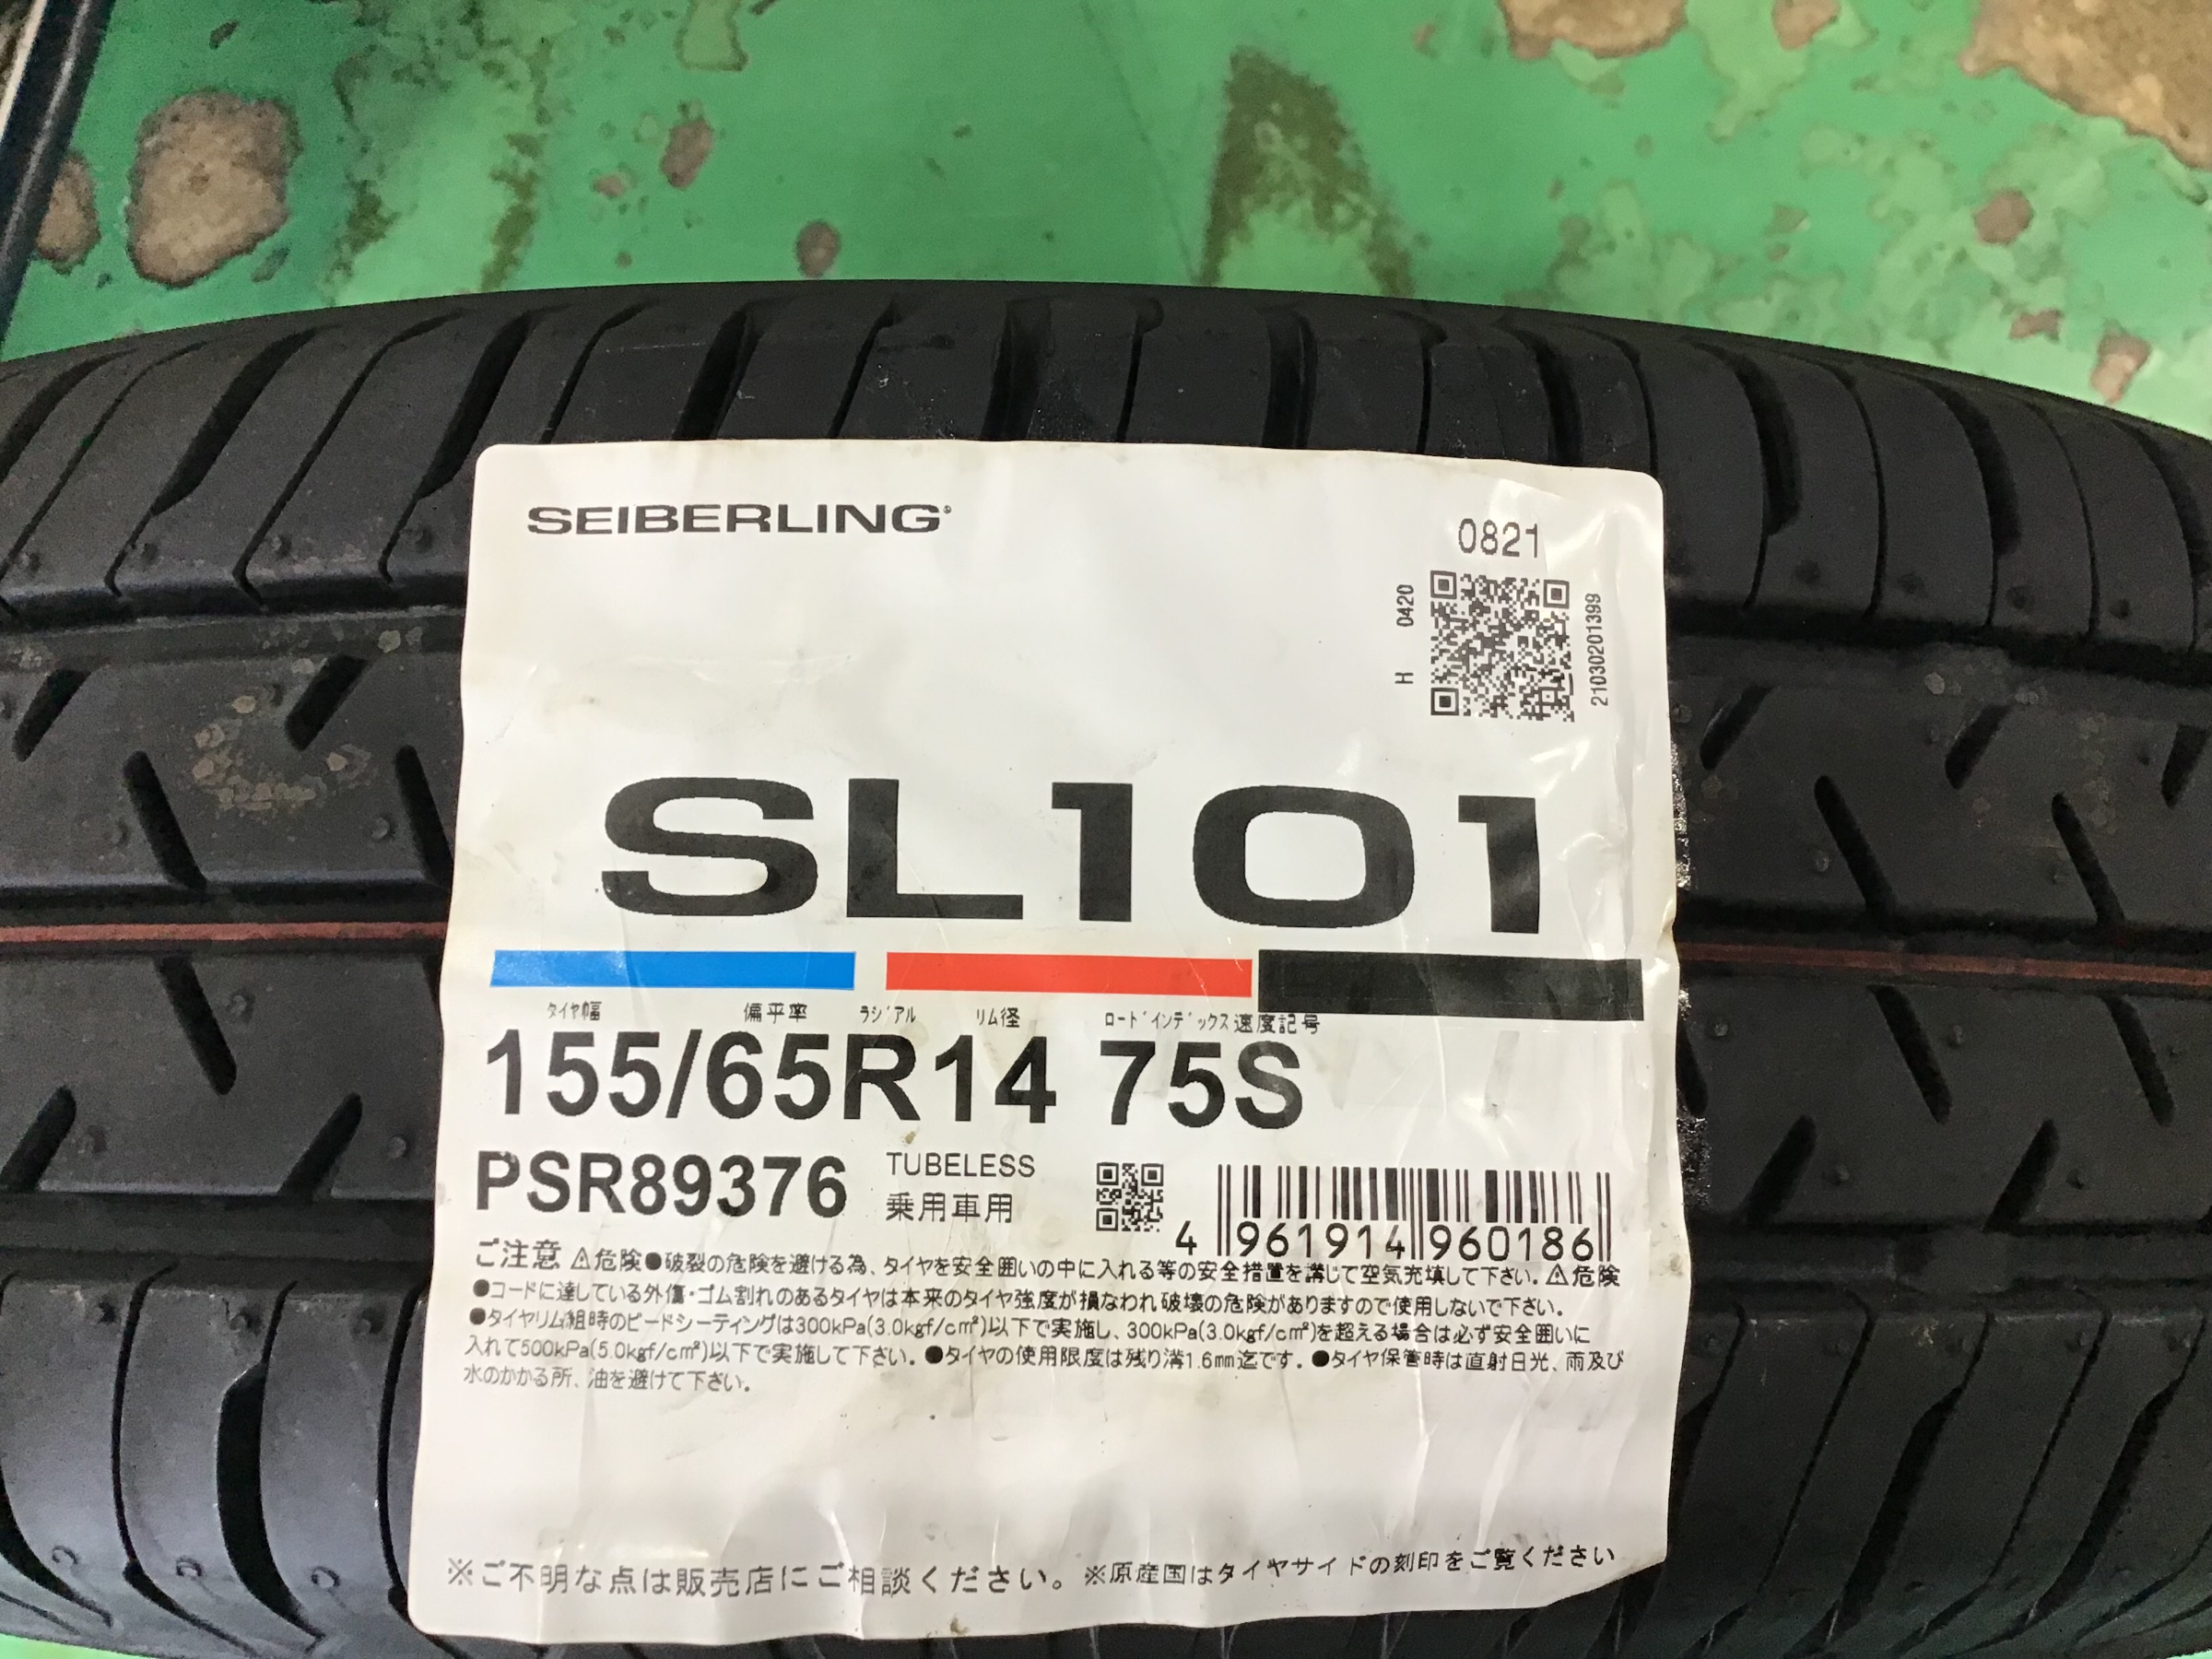 SEIBERLING
0821
H 0420
210302201399
SL101
タイヤ幅 偏平率 ラジアル リム径 ロードインデックス 速度記号
155/65R14 75S
PSR89376 TUBELESS
乗用車用
4 961914 960186
ご注意 ⚠危険●破裂の危険を避ける為、タイヤを安全囲いの中に入れる等の安全措置を講じて空気充填して下さい。⚠危険
●コードに達している外傷・ゴム割れのあるタイヤは本来のタイヤ強度が損なわれ破壊の危険がありますので使用しないで下さい。
●タイヤリム組時のビードシーティングは300kPa(3.0kgf/c㎡)以下で実施し、300kPa(3.0kgf/c㎡)を超える場合は必ず安全囲いに
入れて500kPa(5.0kgf/c㎡)以下で実施して下さい。●タイヤの使用限度は残り溝1.6㎜迄です。●タイヤ保管時は直射日光、雨及び
水のかかる所、油を避けて下さい。
※ご不明な点は販売店にご相談ください。※原産国はタイヤサイドの刻印をご覧ください